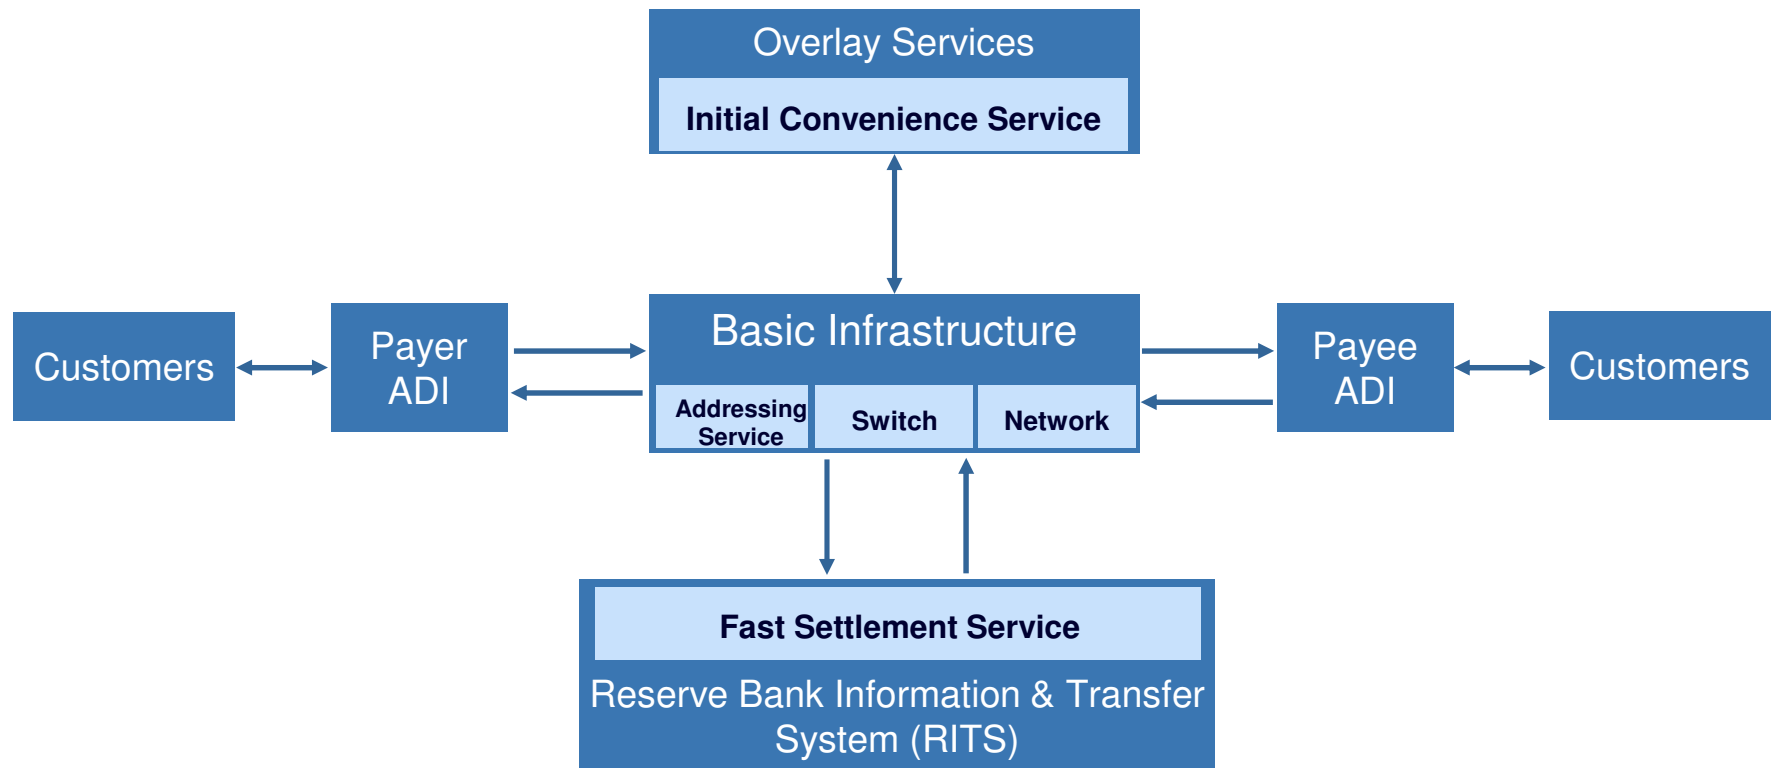 Overlay Services
Initial Convenience Service
Customers
Payer
ADI
Basic Infrastructure
Addressing
Service
Switch
Network
Payee
ADI
Customers
Fast Settlement Service
Reserve Bank Information & Transfer
System (RITS)